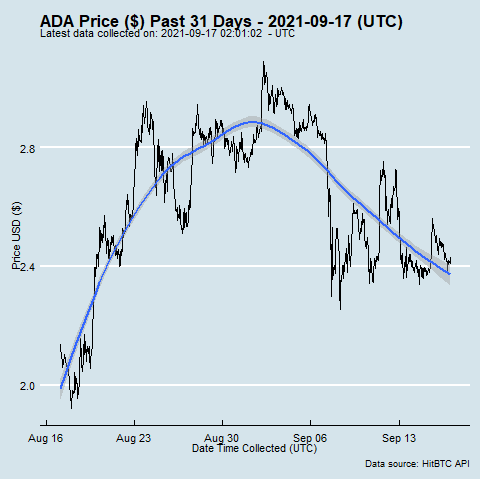 ADA Price ($) Past 31 Days - 2021-09-17 (UTC)
Latest data collected on: 2021-09-17 02:01:02 - UTC
2.8
2.4
2.0
Price USD ($)
Aug 16 Aug 23 Aug 30 Sep 06 Sep 13
Date Time Collected (UTC)
Data source: HitBTC API